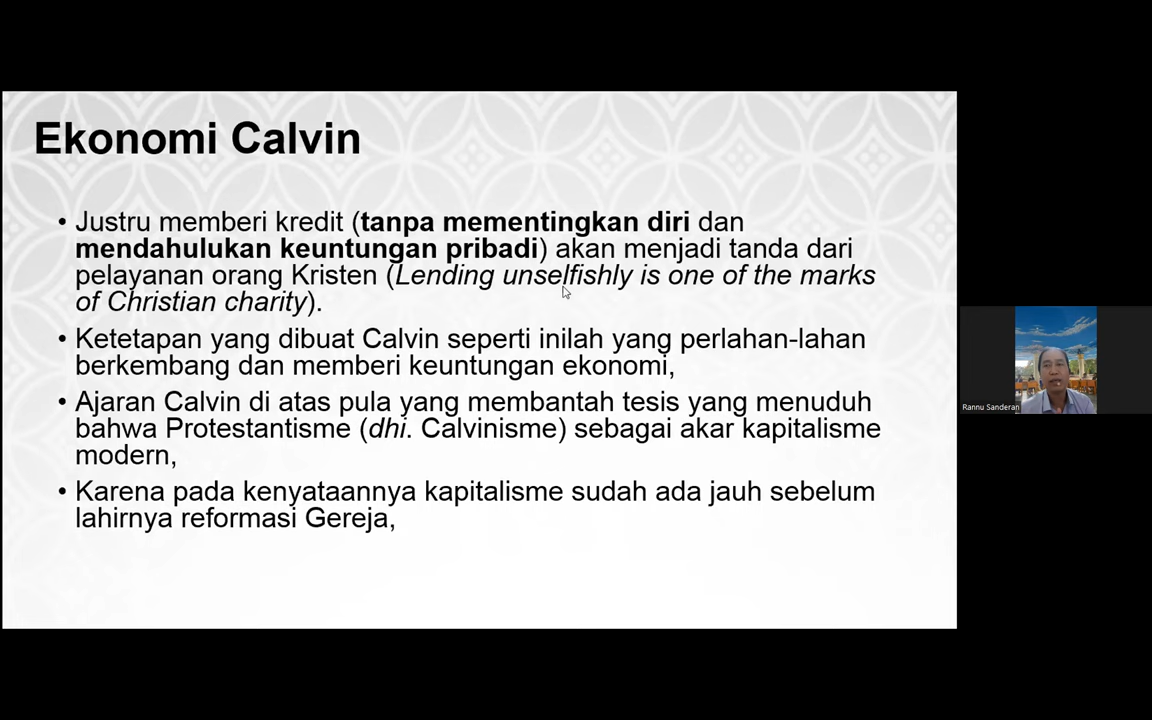 Ekonomi Calvin
• Justru memberi kredit (tanpa mementingkan diri dan
mendahulukan keuntungan pribadi) akan menjadi tanda dari
pelayanan orang Kristen (Lending unselfishly is one of the marks
of Christian charity).
• Ketetapan yang dibuat Calvin seperti inilah yang perlahan-lahan
berkembang dan memberi keuntungan ekonomi,
• Ajaran Calvin di atas pula yang membantah tesis yang menuduh
bahwa Protestantisme (dhi. Calvinisme) sebagai akar kapitalisme
modern,
• Karena pada kenyataannya kapitalisme sudah ada jauh sebelum
lahirnya reformasi Gereja,
Rannu Sanderan